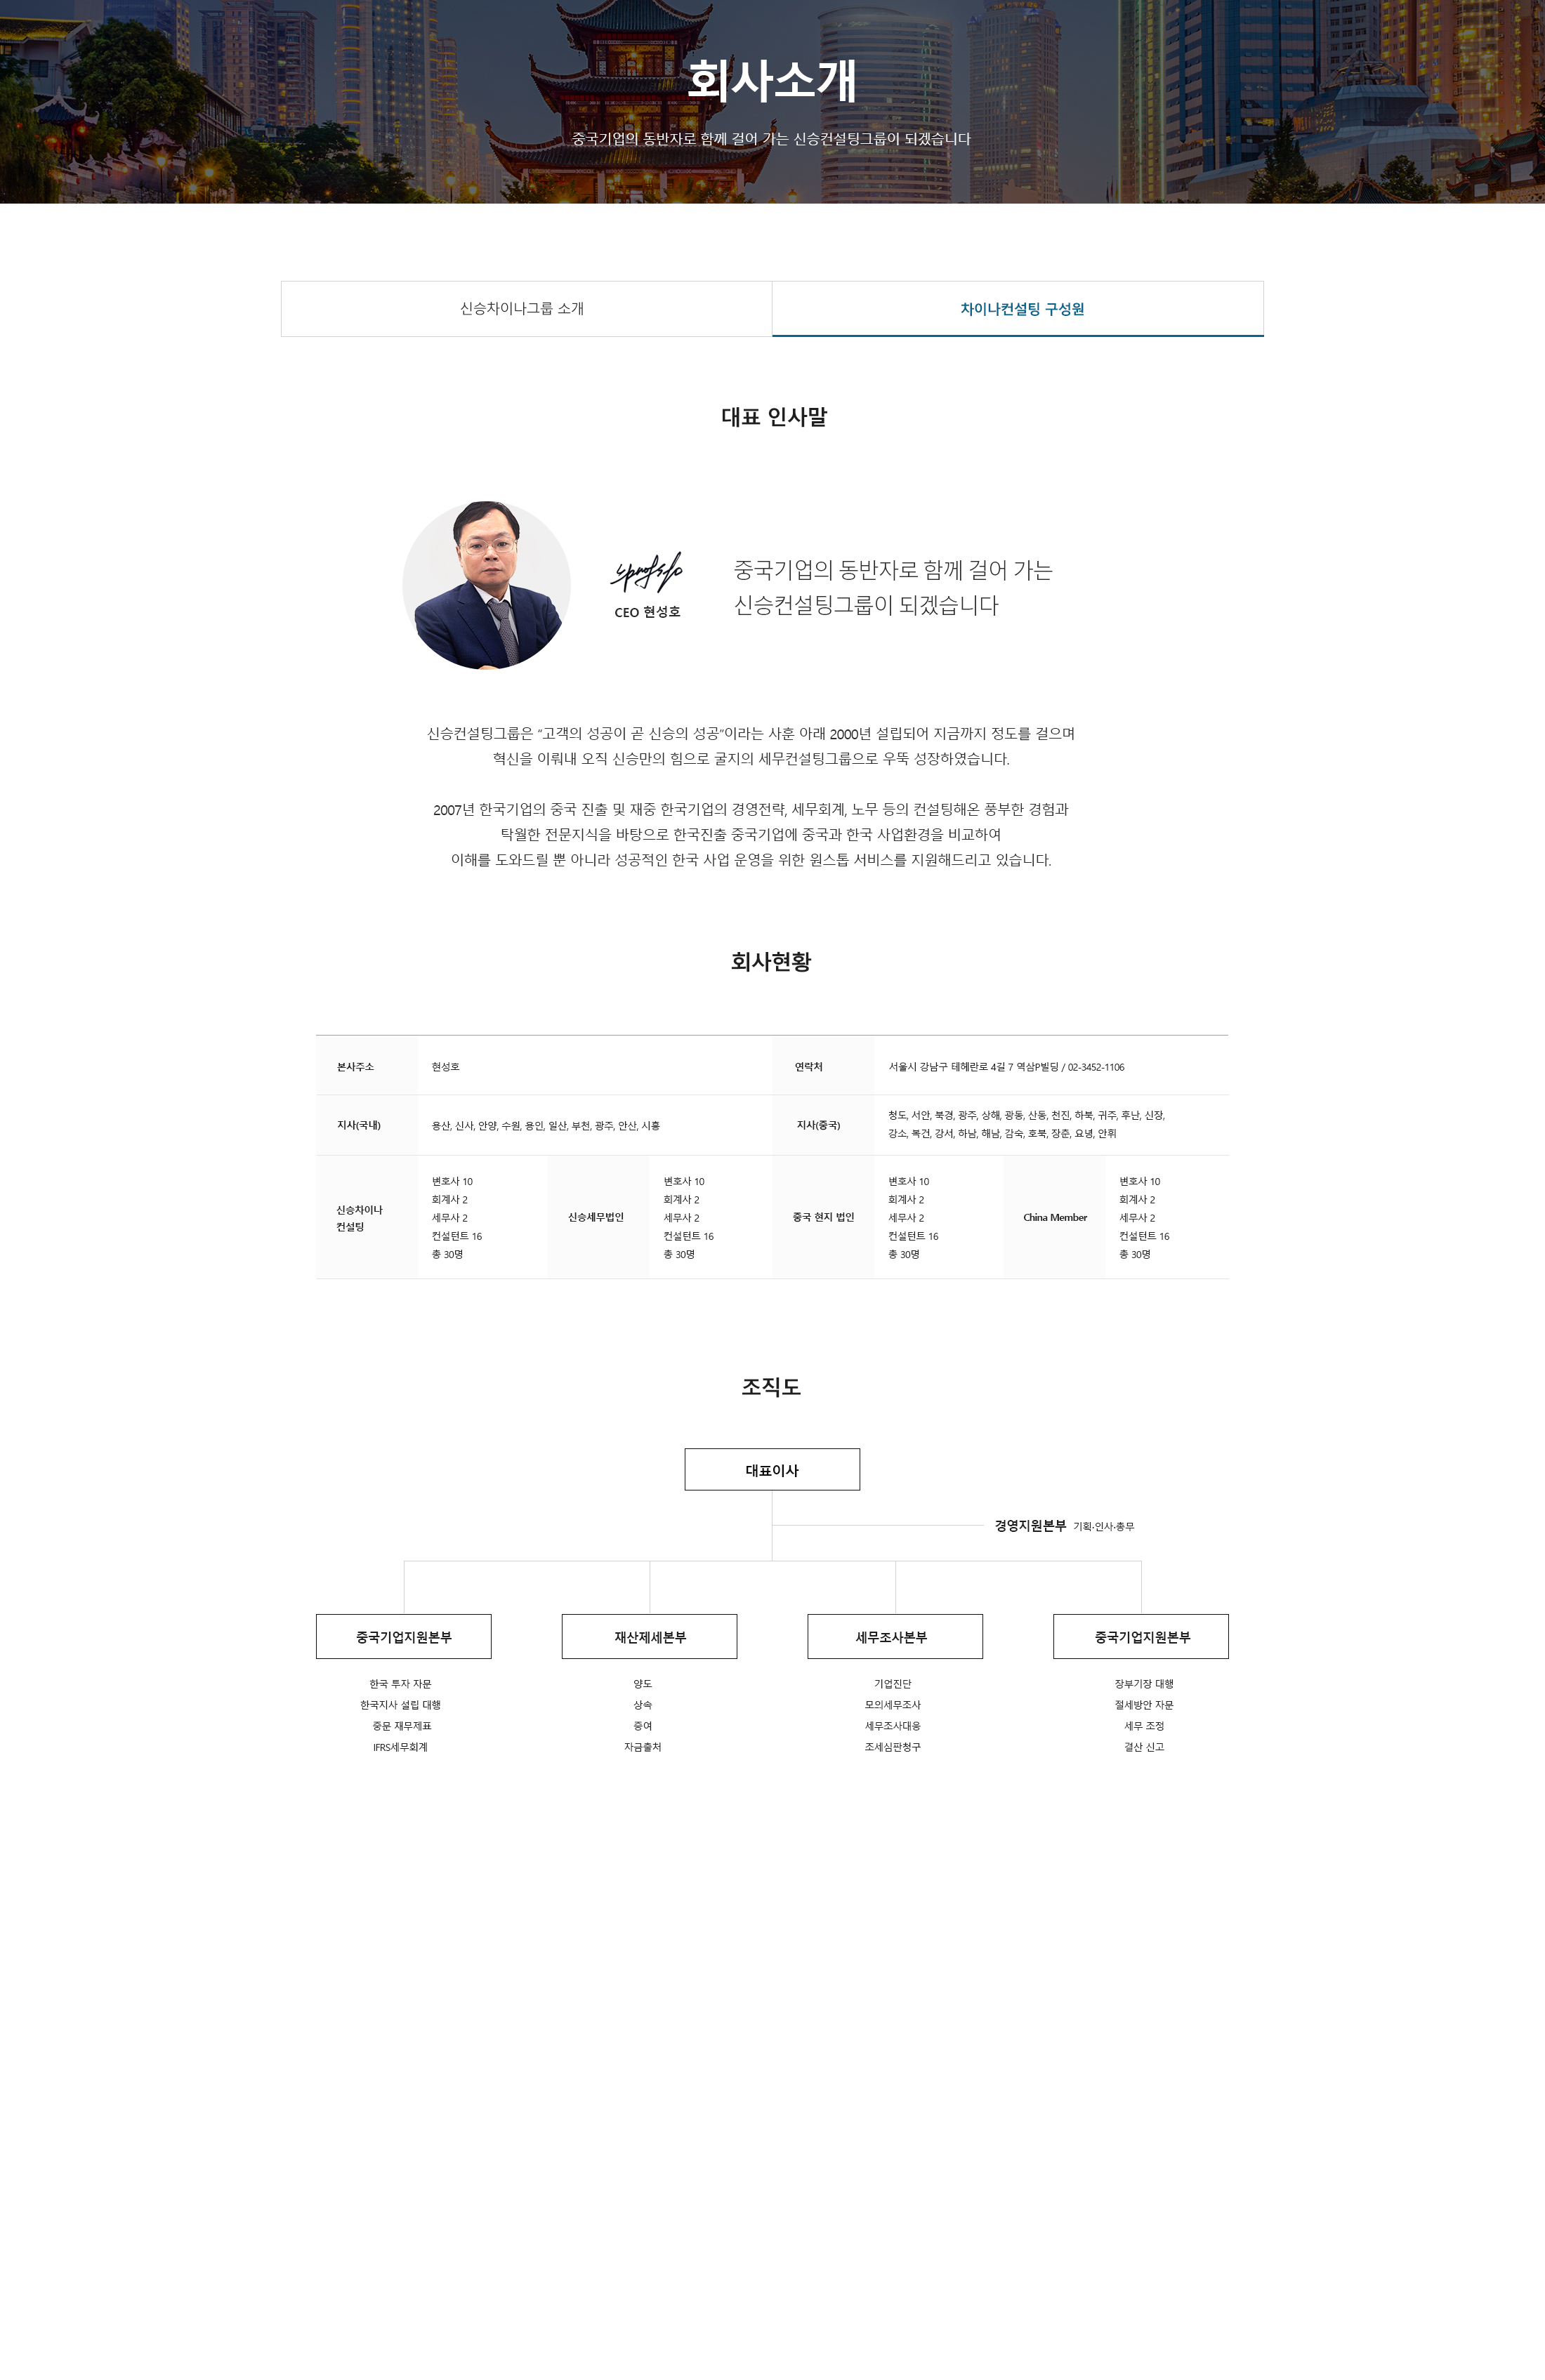 회사소개
중국기업의 동반자로 함께 걸어 가는 신승컨설팅그룹이 되겠습니다
신승차이나그룹 소개
차이나컨설팅 구성원
대표 인사말
CEO 현성호
중국기업의 동반자로 함께 걸어 가는
신승컨설팅그룹이 되겠습니다
신승컨설팅그룹은 “고객의 성공이 곧 신승의 성공”이라는 사훈 아래 2000년 설립되어 지금까지 정도를 걸으며
혁신을 이뤄내 오직 신승만의 힘으로 굴지의 세무컨설팅그룹으로 우뚝 성장하였습니다.
2007년 한국기업의 중국 진출 및 재중 한국기업의 경영전략, 세무회계, 노무 등의 컨설팅해온 풍부한 경험과
탁월한 전문지식을 바탕으로 한국진출 중국기업에 중국과 한국 사업환경을 비교하여
이해를 도와드릴 뿐 아니라 성공적인 한국 사업 운영을 위한 원스톱 서비스를 지원해드리고 있습니다.
회사현황
본사주소
현성호
연락처
서울시 강남구 테헤란로 4길 7 역삼P빌딩 / 02-3452-1106
지사(국내)
용산, 신사, 안양, 수원, 용인, 일산, 부천, 광주, 안산, 시흥
지사(중국)
청도, 서안, 북경, 광주, 상해, 광동, 산동, 천진, 하북, 귀주, 후난, 신장,
강소, 복건, 강서, 하남, 해남, 감숙, 호북, 장춘, 요녕, 안휘
신승차이나
컨설팅
변호사 10
회계사 2
세무사 2
컨설턴트 16
총 30명
신승세무법인
변호사 10
회계사 2
세무사 2
컨설턴트 16
총 30명
중국 현지 법인
변호사 10
회계사 2
세무사 2
컨설턴트 16
총 30명
China Member
변호사 10
회계사 2
세무사 2
컨설턴트 16
총 30명
조직도
대표이사
경영지원본부 기획·인사·총무
중국기업지원본부
한국 투자 자문
한국지사 설립 대행
중문 재무제표
IFRS세무회계
재산제세본부
양도
상속
증여
자금출처
세무조사본부
기업진단
모의세무조사
세무조사대응
조세심판청구
중국기업지원본부
장부기장 대행
절세방안 자문
세무 조정
결산 신고